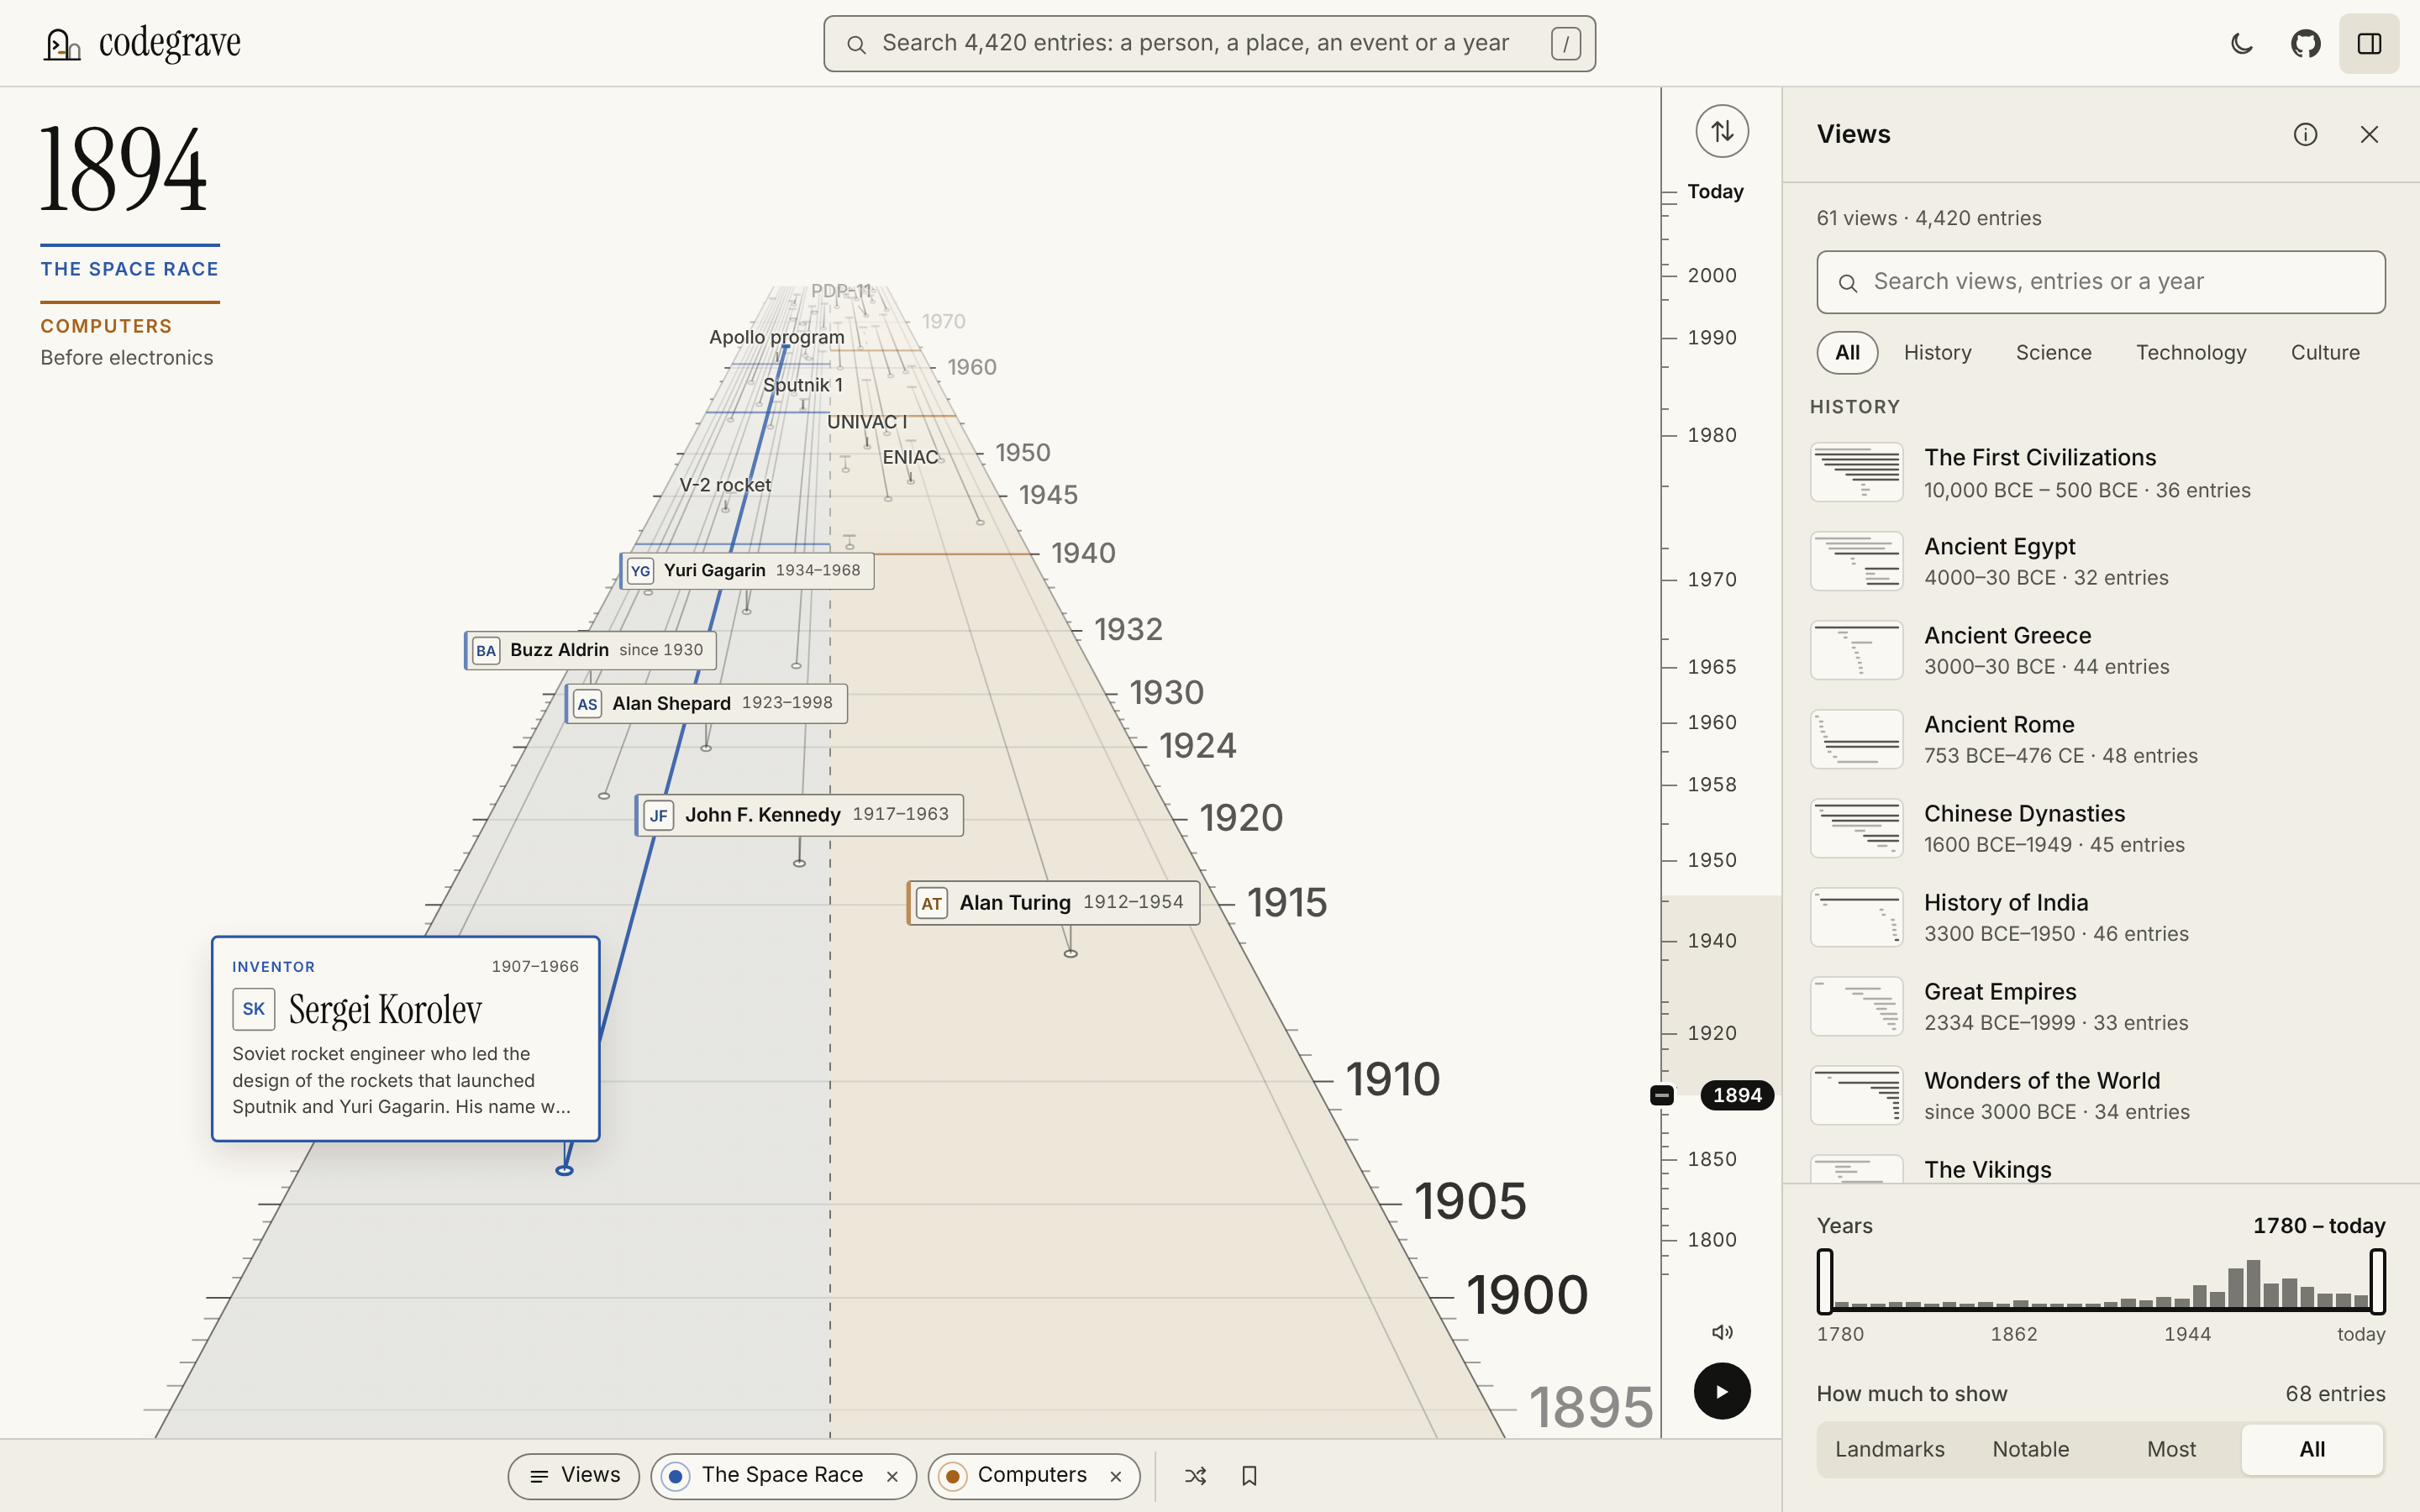 codegrave
Search 4,420 entries: a person, a place, an event or a year
/
1894
THE SPACE RACE
COMPUTERS
Before electronics
PDP-11
1970
Apollo program
1960
Sputnik 1
UNIVAC I
1950
ENIAC
V-2 rocket
1945
1940
YG Yuri Gagarin 1934–1968
1932
BA Buzz Aldrin since 1930
1930
AS Alan Shepard 1923–1998
1924
JF John F. Kennedy 1917–1963
1920
AT Alan Turing 1912–1954
1915
INVENTOR 1907–1966
SK Sergei Korolev
Soviet rocket engineer who led the
design of the rockets that launched
Sputnik and Yuri Gagarin. His name w...
1910
1905
1900
1895
Today
2000
1990
1980
1970
1965
1960
1958
1950
1940
1920
1894
1850
1800
Views
61 views · 4,420 entries
Search views, entries or a year
All History Science Technology Culture
HISTORY
The First Civilizations
10,000 BCE – 500 BCE · 36 entries
Ancient Egypt
4000–30 BCE · 32 entries
Ancient Greece
3000–30 BCE · 44 entries
Ancient Rome
753 BCE–476 CE · 48 entries
Chinese Dynasties
1600 BCE–1949 · 45 entries
History of India
3300 BCE–1950 · 46 entries
Great Empires
2334 BCE–1999 · 33 entries
Wonders of the World
since 3000 BCE · 34 entries
The Vikings
Years 1780 – today
1780 1862 1944 today
How much to show 68 entries
Landmarks Notable Most All
Views The Space Race × Computers ×